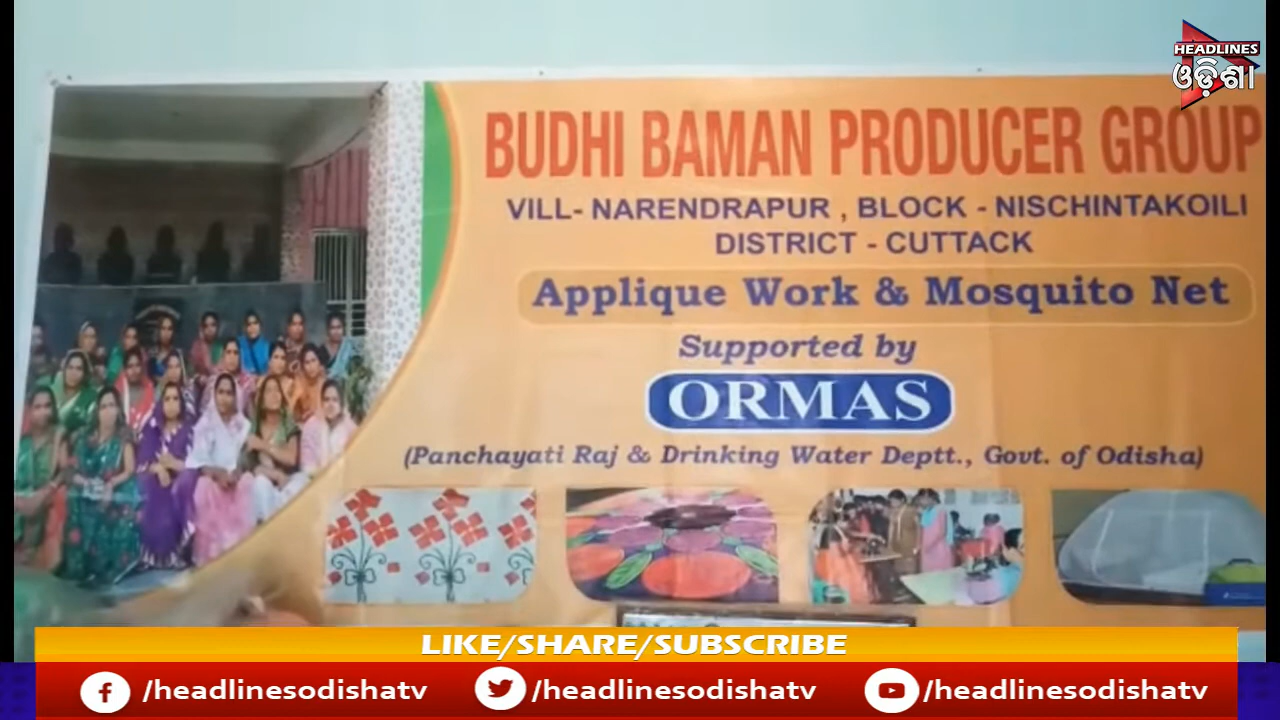 HEADLINES
ଓଡ଼ିଶା
BUDHI BAMAN PRODUCER GROUP
VILL- NARENDRAPUR , BLOCK - NISCHINTAKOILI
DISTRICT - CUTTACK
Applique Work & Mosquito Net
Supported by
ORMAS
(Panchayati Raj & Drinking Water Deptt., Govt. of Odisha)
LIKE/SHARE/SUBSCRIBE
/headlinesodishatv /headlinesodishatv /headlinesodishatv